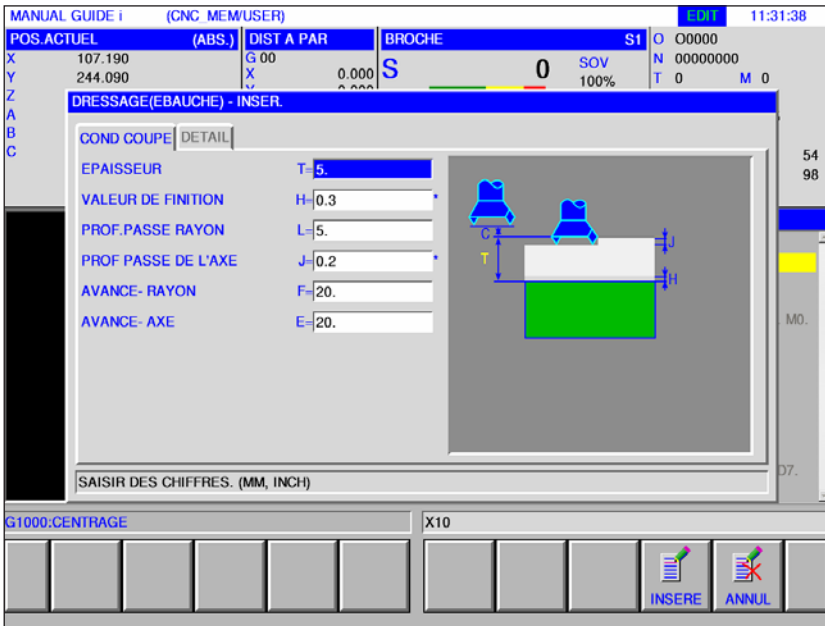 MANUAL GUIDE i (CNC_MEM/USER) EDIT 11:31:38
POS.ACTUEL (ABS.) DIST A PAR BROCHE S1 O O0000
X 107.190 G 00 S 0 SOV 100% N 00000000
Y 244.090 X 0.000 T 0 M 0
Z
A
B
C
54
98
DRESSAGE(EBAUCHE) - INSER.
COND COUPE DETAIL
EPAISSEUR T=5.
VALEUR DE FINITION H=0.3 *
PROF.PASSE RAYON L=5.
PROF PASSE DE L'AXE J=0.2 *
AVANCE- RAYON F=20.
AVANCE- AXE E=20.
C
T
J
H
M0.
D7.
SAISIR DES CHIFFRES. (MM, INCH)
G1000:CENTRAGE X10
INSERE ANNUL